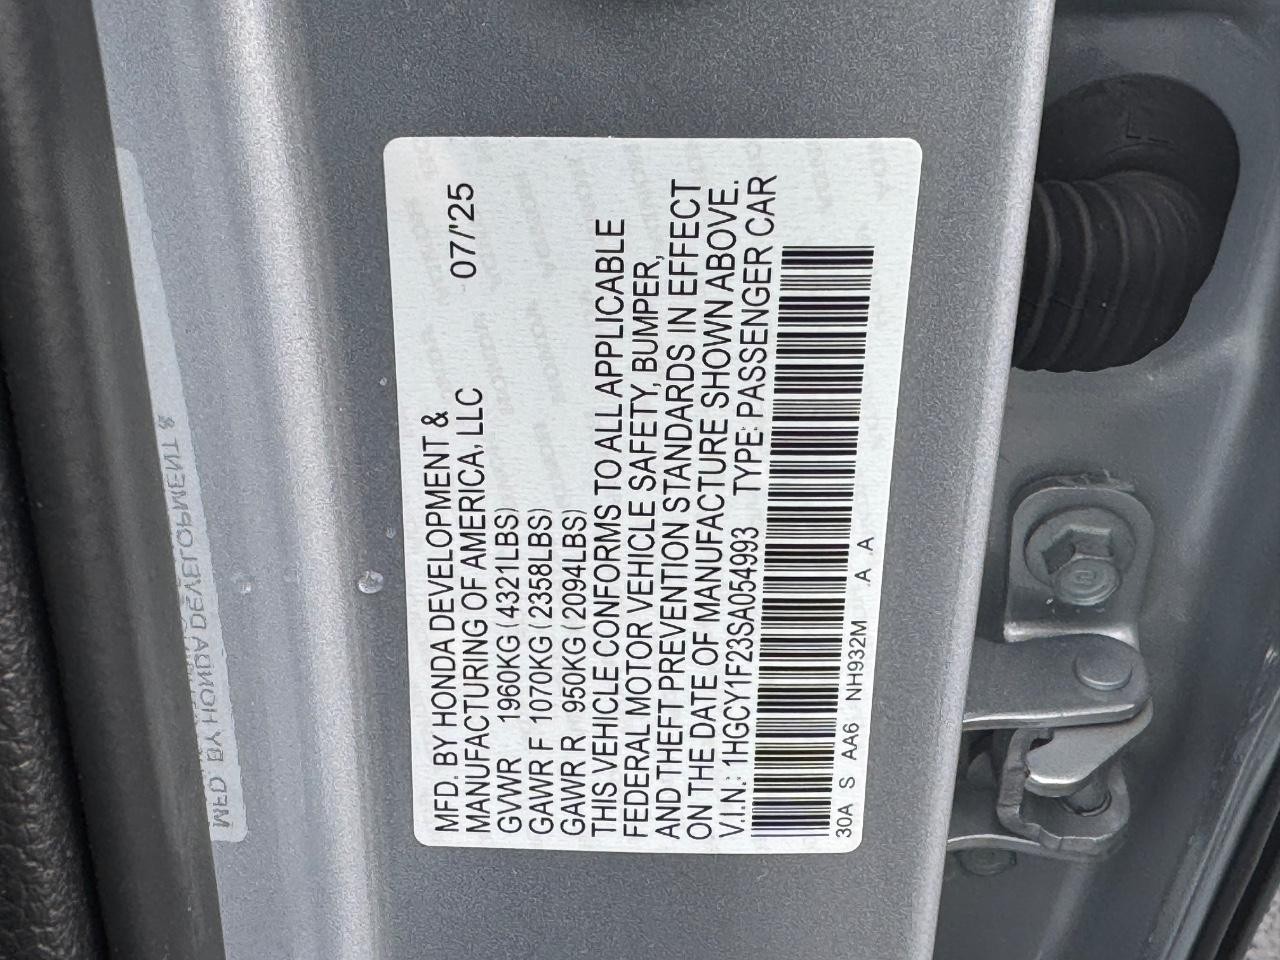 MFD. BY HONDA DEVELOPMENT &
MANUFACTURING OF AMERICA, LLC 07/'25
GVWR 1960KG (4321LBS)
GAWR F 1070KG (2358LBS)
GAWR R 950KG (2094LBS)
THIS VEHICLE CONFORMS TO ALL APPLICABLE
FEDERAL MOTOR VEHICLE SAFETY, BUMPER,
AND THEFT PREVENTION STANDARDS IN EFFECT
ON THE DATE OF MANUFACTURE SHOWN ABOVE.
V.I.N.: 1HGCY1F23SA054993 TYPE: PASSENGER CAR
30A S AA6 NH932M A A
MFD. BY HONDA DEVELOPMENT &